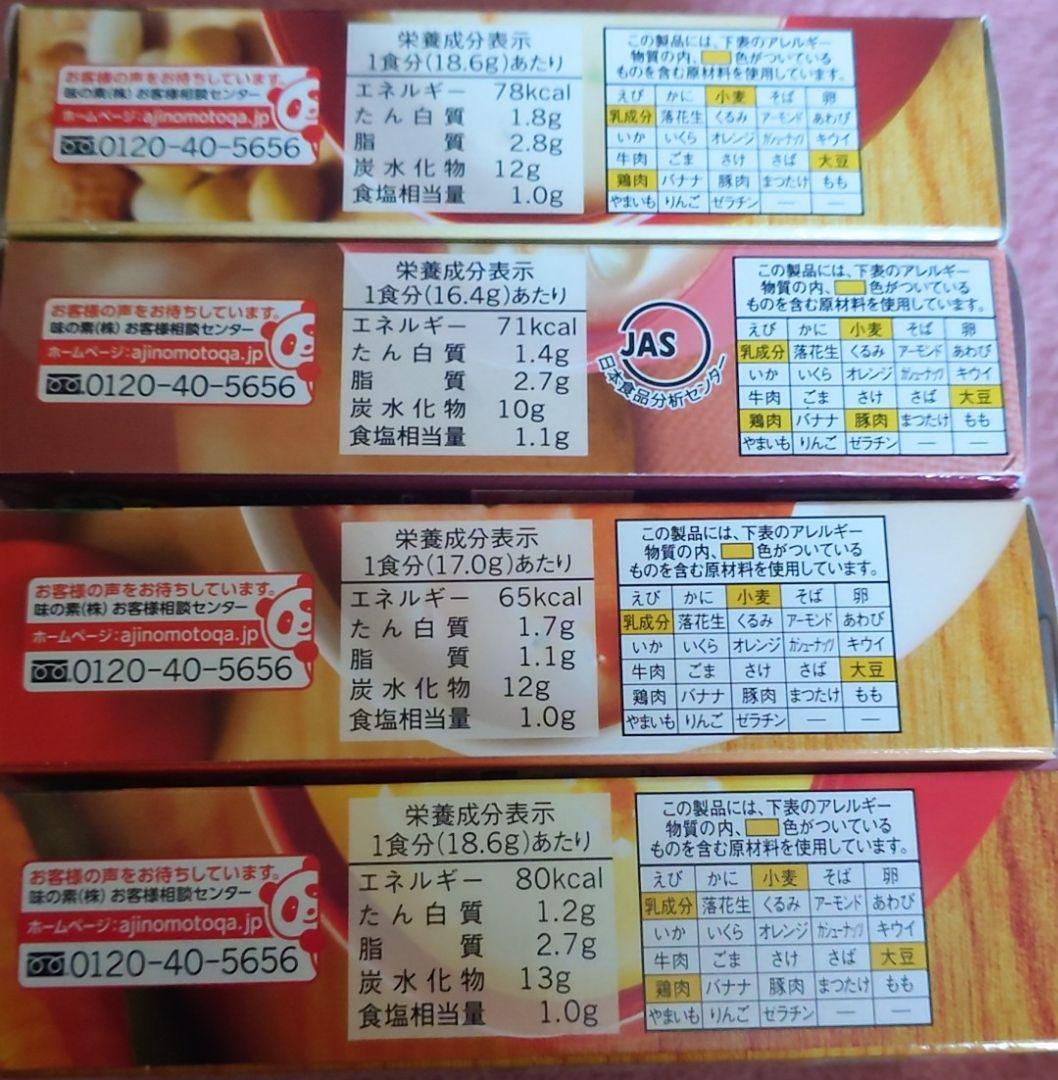 お客様の声をお待ちしています。
味の素(株) お客様相談センター
ホームページ:ajinomotoqa.jp
0120-40-5656
栄養成分表示
1食分(18.6g)あたり
エネルギー 78kcal
たん白質 1.8g
脂質 2.8g
炭水化物 12g
食塩相当量 1.0g
この製品には、下表のアレルギー
物質の内、 色がついている
ものを含む原材料を使用しています。
えび かに 小麦 そば 卵
乳成分 落花生 くるみ アーモンド あわび
いか いくら オレンジ カシューナッツ キウイ
牛肉 ごま さけ さば 大豆
鶏肉 バナナ 豚肉 まつたけ もも
やまいも りんご ゼラチン — —
お客様の声をお待ちしています。
味の素(株) お客様相談センター
ホームページ:ajinomotoqa.jp
0120-40-5656
栄養成分表示
1食分(16.4g)あたり
エネルギー 71kcal
たん白質 1.4g
脂質 2.7g
炭水化物 10g
食塩相当量 1.1g
JAS
日本食品分析センター
この製品には、下表のアレルギー
物質の内、 色がついている
ものを含む原材料を使用しています。
えび かに 小麦 そば 卵
乳成分 落花生 くるみ アーモンド あわび
いか いくら オレンジ カシューナッツ キウイ
牛肉 ごま さけ さば 大豆
鶏肉 バナナ 豚肉 まつたけ もも
やまいも りんご ゼラチン — —
お客様の声をお待ちしています。
味の素(株) お客様相談センター
ホームページ:ajinomotoqa.jp
0120-40-5656
栄養成分表示
1食分(17.0g)あたり
エネルギー 65kcal
たん白質 1.7g
脂質 1.1g
炭水化物 12g
食塩相当量 1.0g
この製品には、下表のアレルギー
物質の内、 色がついている
ものを含む原材料を使用しています。
えび かに 小麦 そば 卵
乳成分 落花生 くるみ アーモンド あわび
いか いくら オレンジ カシューナッツ キウイ
牛肉 ごま さけ さば 大豆
鶏肉 バナナ 豚肉 まつたけ もも
やまいも りんご ゼラチン — —
お客様の声をお待ちしています。
味の素(株) お客様相談センター
ホームページ:ajinomotoqa.jp
0120-40-5656
栄養成分表示
1食分(18.6g)あたり
エネルギー 80kcal
たん白質 1.2g
脂質 2.7g
炭水化物 13g
食塩相当量 1.0g
この製品には、下表のアレルギー
物質の内、 色がついている
ものを含む原材料を使用しています。
えび かに 小麦 そば 卵
乳成分 落花生 くるみ アーモンド あわび
いか いくら オレンジ カシューナッツ キウイ
牛肉 ごま さけ さば 大豆
鶏肉 バナナ 豚肉 まつたけ もも
やまいも りんご ゼラチン — —